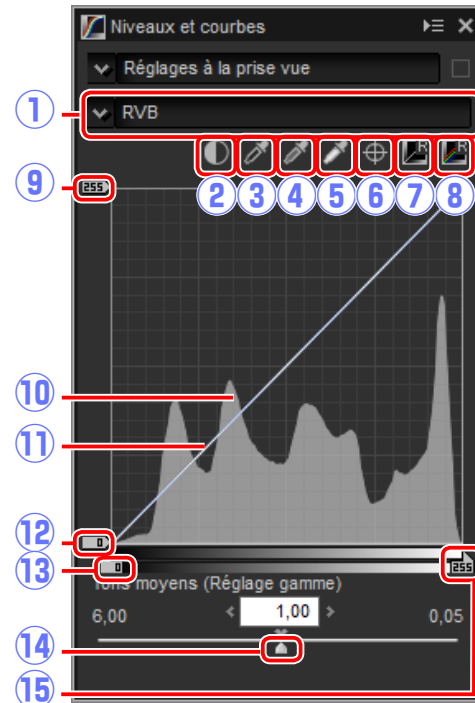 Niveaux et courbes
Réglages à la prise vue
① RVB
② ③ ④ ⑤ ⑥ ⑦ ⑧
R R
⑨ 255
⑩
⑪
⑫ 0
⑬ 0 255
Tons moyens (Réglage gamme)
6,00 1,00 0,05
⑭
⑮